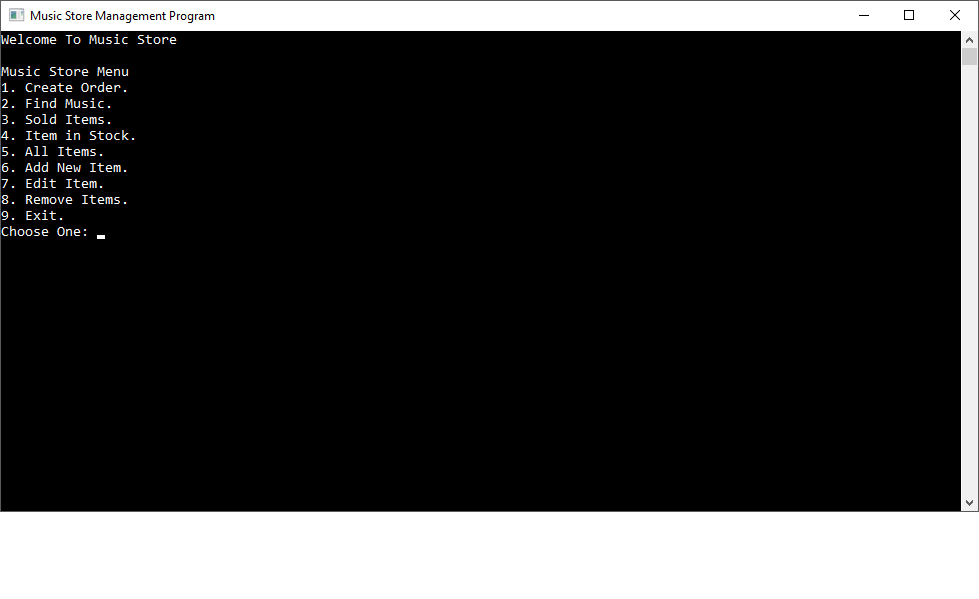 Music Store Management Program
Welcome To Music Store
Music Store Menu
1. Create Order.
2. Find Music.
3. Sold Items.
4. Item in Stock.
5. All Items.
6. Add New Item.
7. Edit Item.
8. Remove Items.
9. Exit.
Choose One: